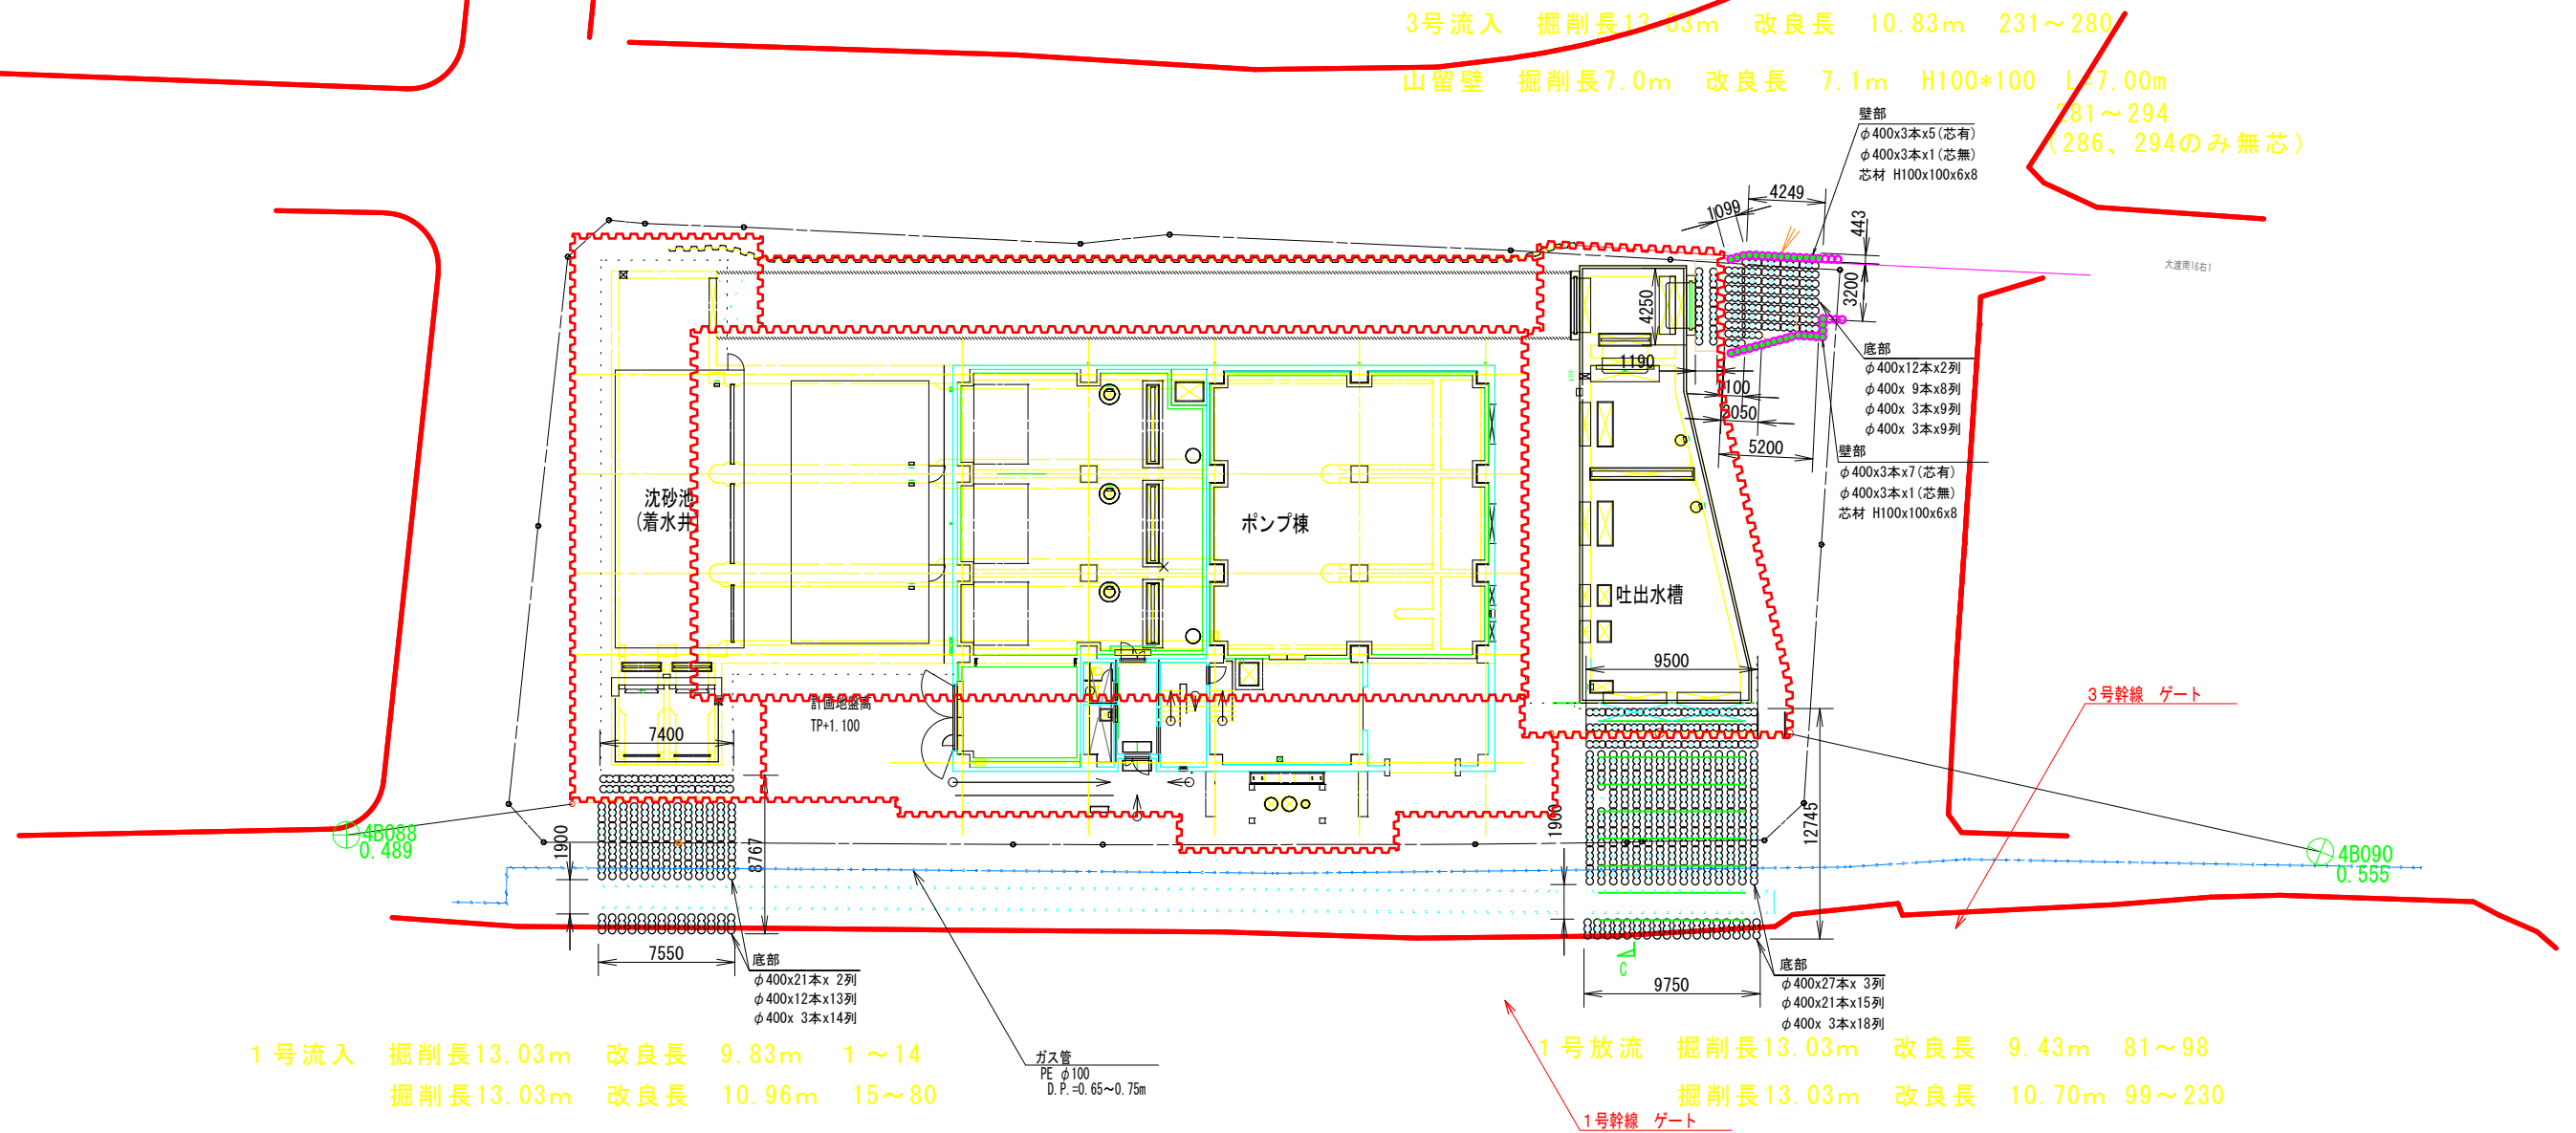 3号流入　掘削長13.03m　改良長　10.83m　231～280
山留壁　掘削長7.0m　改良長　7.1m　H100*100　L=7.00m
281～294
(286、294のみ無芯)
壁部
φ400x3本x5(芯有)
φ400x3本x1(芯無)
芯材 H100x100x6x8
4249
1099
443
大渡南16右1
3200
4250
1190
底部
φ400x12本x2列
φ400x 9本x8列
φ400x 3本x9列
φ400x 3本x9列
5200
壁部
φ400x3本x7(芯有)
φ400x3本x1(芯無)
芯材 H100x100x6x8
沈砂池
(着水井
ポンプ棟
吐出水槽
9500
計画地盤高
TP+1.100
7400
3号幹線　ゲート
4B088
0.489
1900
8767
1900
12745
4B090
0.555
7550
底部
φ400x21本x 2列
φ400x12本x13列
φ400x 3本x14列
C
9750
底部
φ400x27本x 3列
φ400x21本x15列
φ400x 3本x18列
1号流入　掘削長13.03m　改良長　9.83m　1～14
掘削長13.03m　改良長　10.96m　15～80
ガス管
PE φ100
D.P.=0.65～0.75m
1号放流　掘削長13.03m　改良長　9.43m　81～98
掘削長13.03m　改良長　10.70m 99～230
1号幹線　ゲート